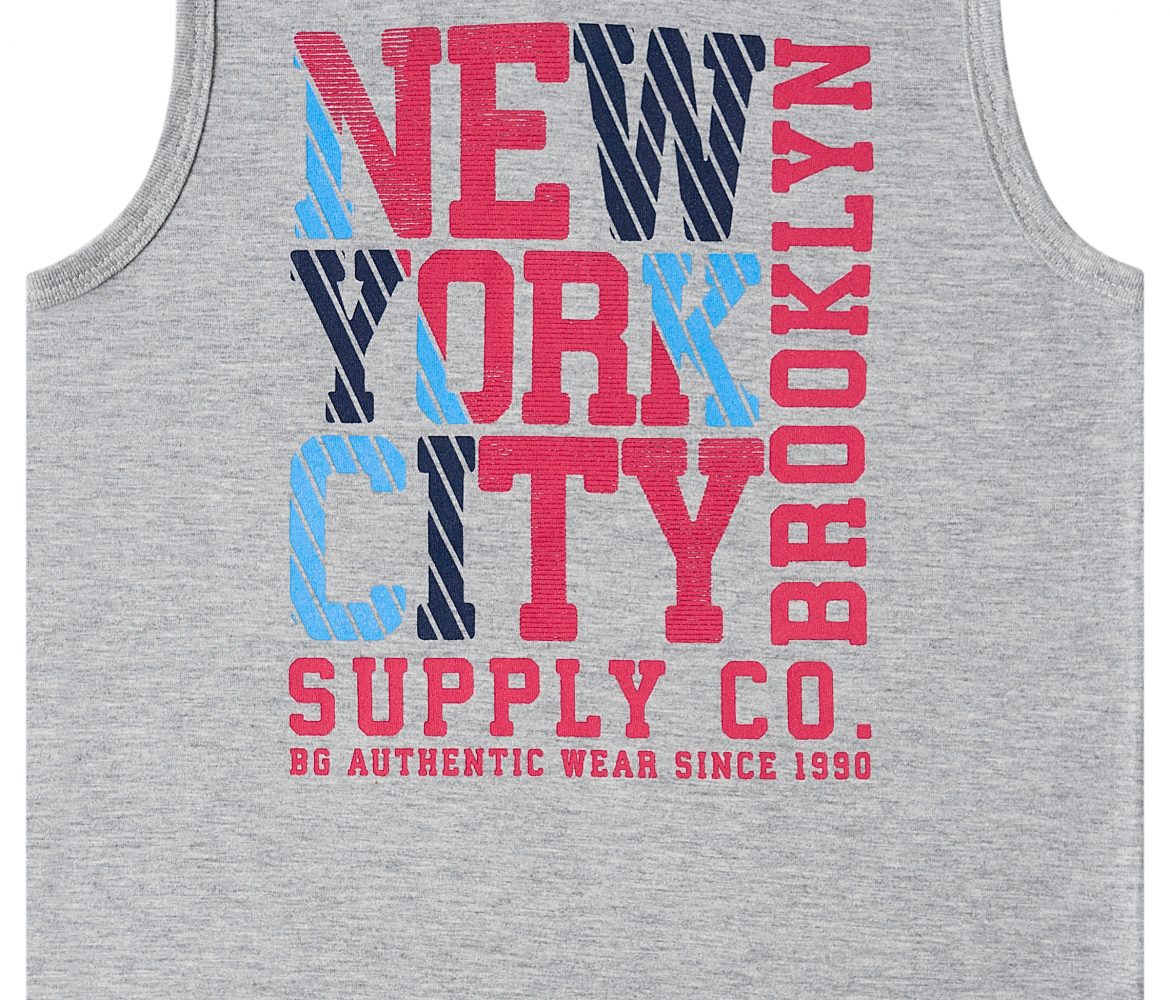 NEW
YORK
CITY
BROOKLYN
SUPPLY CO.
BG AUTHENTIC WEAR SINCE 1990